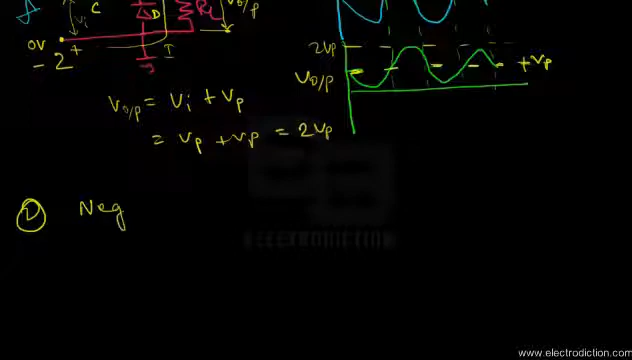 Vi C D RL Vo/p
0V
- 2 + I
2Vp
Vo/p +Vp
Vo/p = Vi + Vp
= Vp + Vp = 2Vp
Neg
ELECTRODICTION
www.electrodiction.com